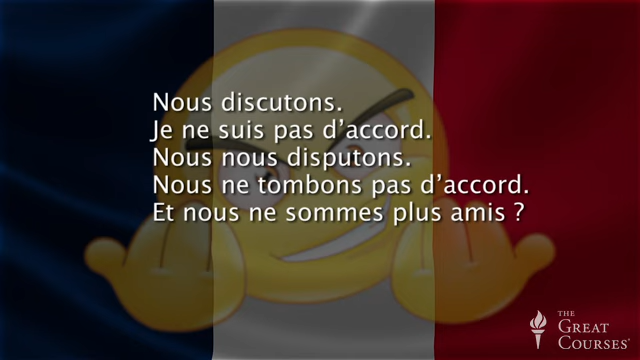 Nous discutons.
Je ne suis pas d’accord.
Nous nous disputons.
Nous ne tombons pas d’accord.
Et nous ne sommes plus amis ?
THE
GREAT
COURSES®